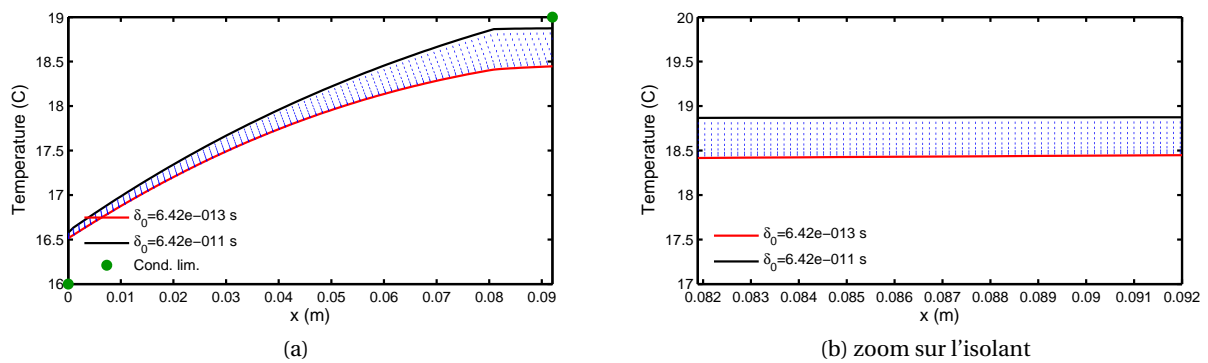 19
18.5
18
17.5
17
16.5
16
Temperature (C)
δ0=6.42e−013 s
δ0=6.42e−011 s
Cond. lim.
0 0.01 0.02 0.03 0.04 0.05 0.06 0.07 0.08 0.09
x (m)
(a)
20
19.5
19
18.5
18
17.5
17
Temperature (C)
δ0=6.42e−013 s
δ0=6.42e−011 s
0.082 0.083 0.084 0.085 0.086 0.087 0.088 0.089 0.09 0.091 0.092
x (m)
(b) zoom sur l'isolant